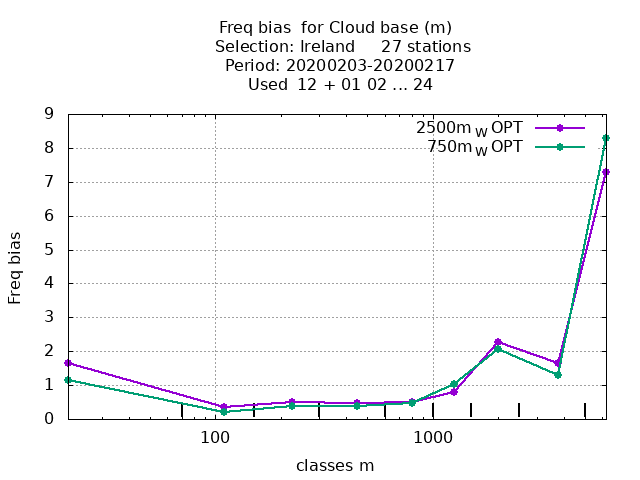 Freq bias  for Cloud base (m)
Selection: Ireland     27 stations
Period: 20200203-20200217
Used  12 + 01 02 ... 24
2500m W OPT
750m W OPT
9
8
7
6
5
4
3
2
1
0
Freq bias
100 1000
classes m